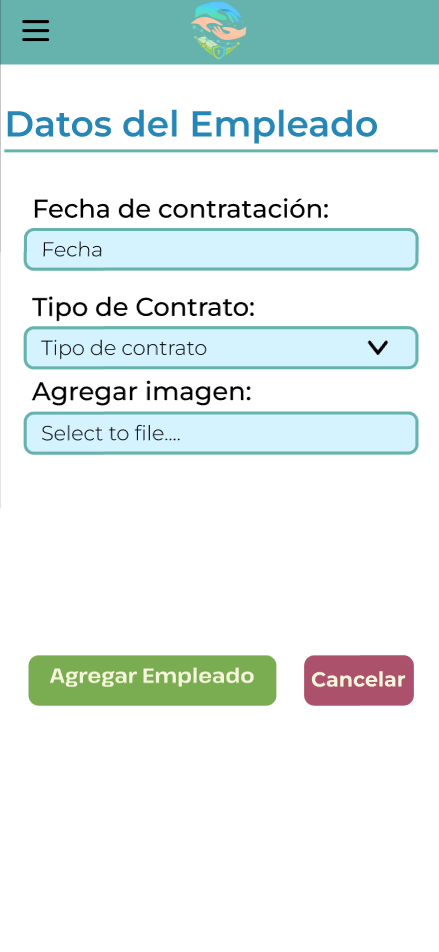 Datos del Empleado
Fecha de contratación:
Fecha
Tipo de Contrato:
Tipo de contrato
Agregar imagen:
Select to file....
Agregar Empleado
Cancelar